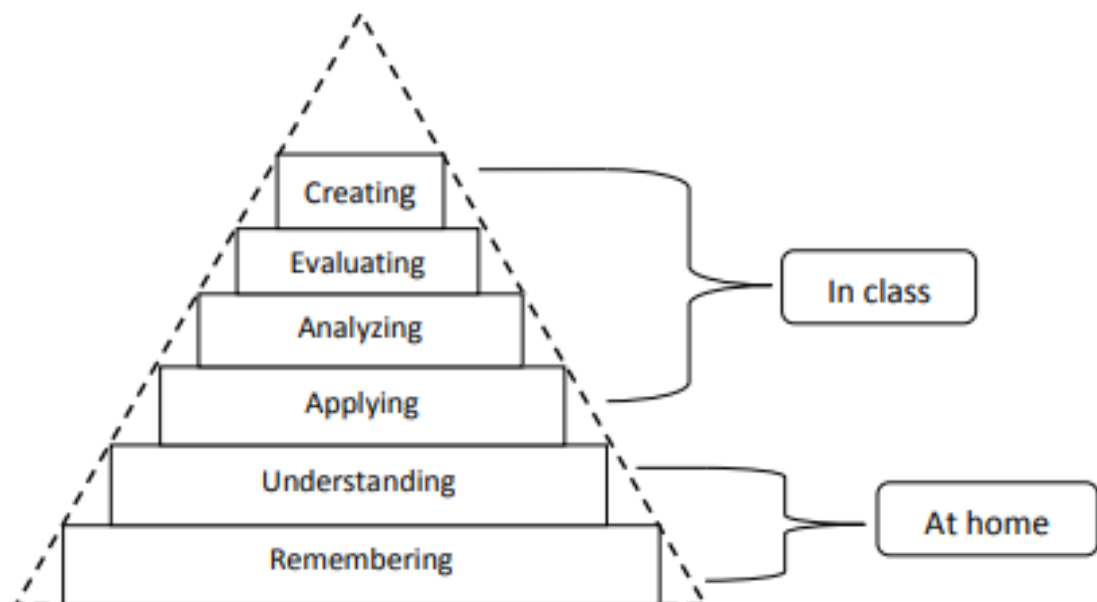 Creating
Evaluating
Analyzing
Applying
Understanding
Remembering
In class
At home